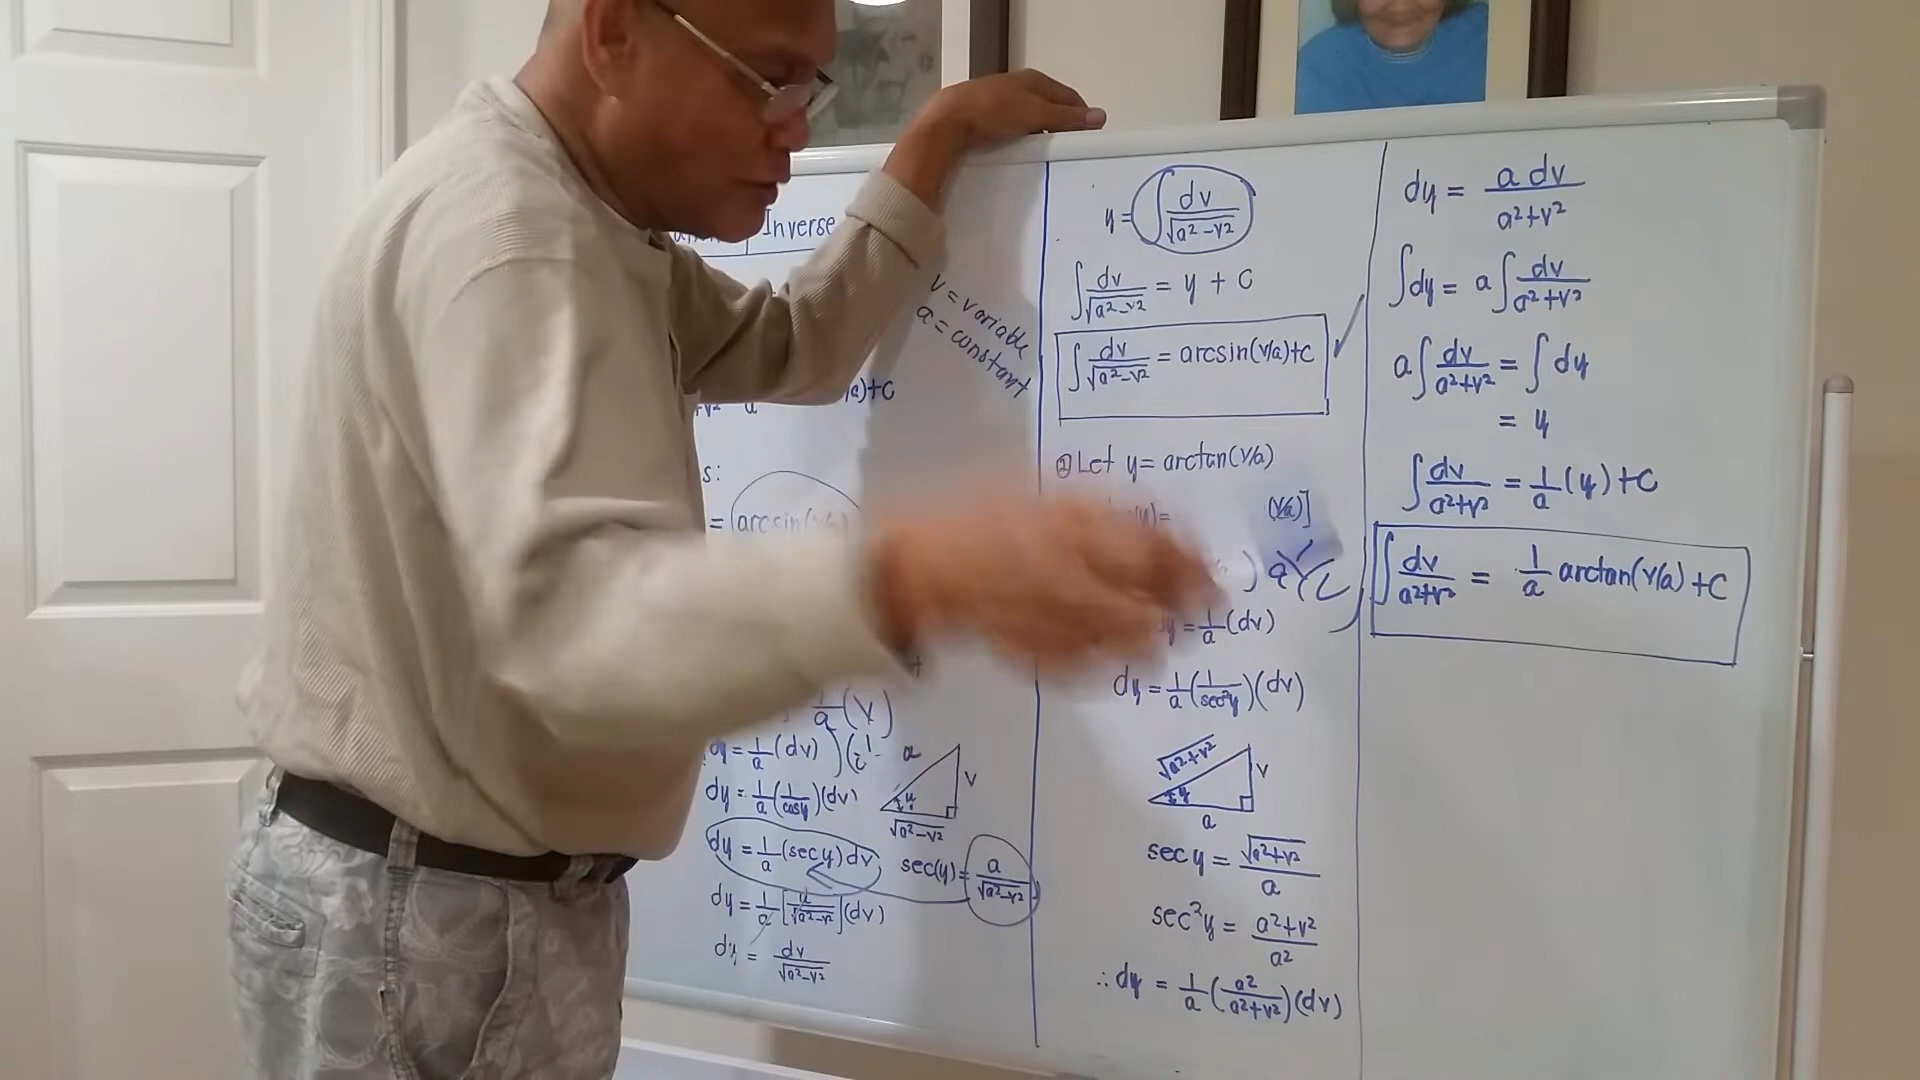 Inverse
v = variable
a = constant
/a)+C
s:
= arcsin(v/a)
1/a (v)
dy = 1/a (dv)
dy = 1/a (1/cosy)(dv)
dy = 1/a (sec y) dv
dy = 1/a [a/√a²-v²](dv)
dy = dv/√a²-v²
a
v
y
√a²-v²
sec(y) = a/√a²-v²
y = ∫ dv/√a²-v²
∫ dv/√a²-v² = y + C
∫ dv/√a²-v² = arcsin(v/a)+C
② Let y = arctan(v/a)
(y) =
(v/a)]
dy = 1/a (dv)
dy = 1/a (1/sec²y)(dv)
√a²+v²
v
y
a
sec y = √a²+v²/a
sec²y = a²+v²/a²
∴ dy = 1/a (a²/a²+v²)(dv)
dy = a dv/a²+v²
∫dy = a∫ dv/a²+v²
a∫ dv/a²+v² = ∫ dy
= y
∫ dv/a²+v² = 1/a (y)+C
∫ dv/a²+v² = 1/a arctan(v/a)+C